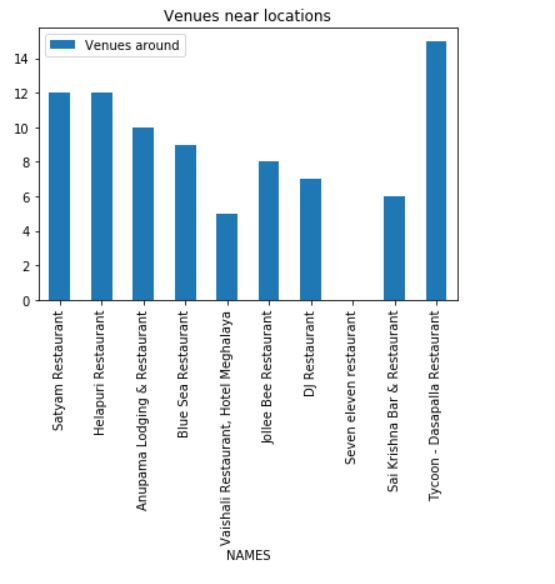 Venues near locations
Venues around
14
12
10
8
6
4
2
0
Satyam Restaurant
Helapuri Restaurant
Anupama Lodging & Restaurant
Blue Sea Restaurant
Vaishali Restaurant, Hotel Meghalaya
Jollee Bee Restaurant
DJ Restaurant
Seven eleven restaurant
Sai Krishna Bar & Restaurant
Tycoon - Dasapalla Restaurant
NAMES